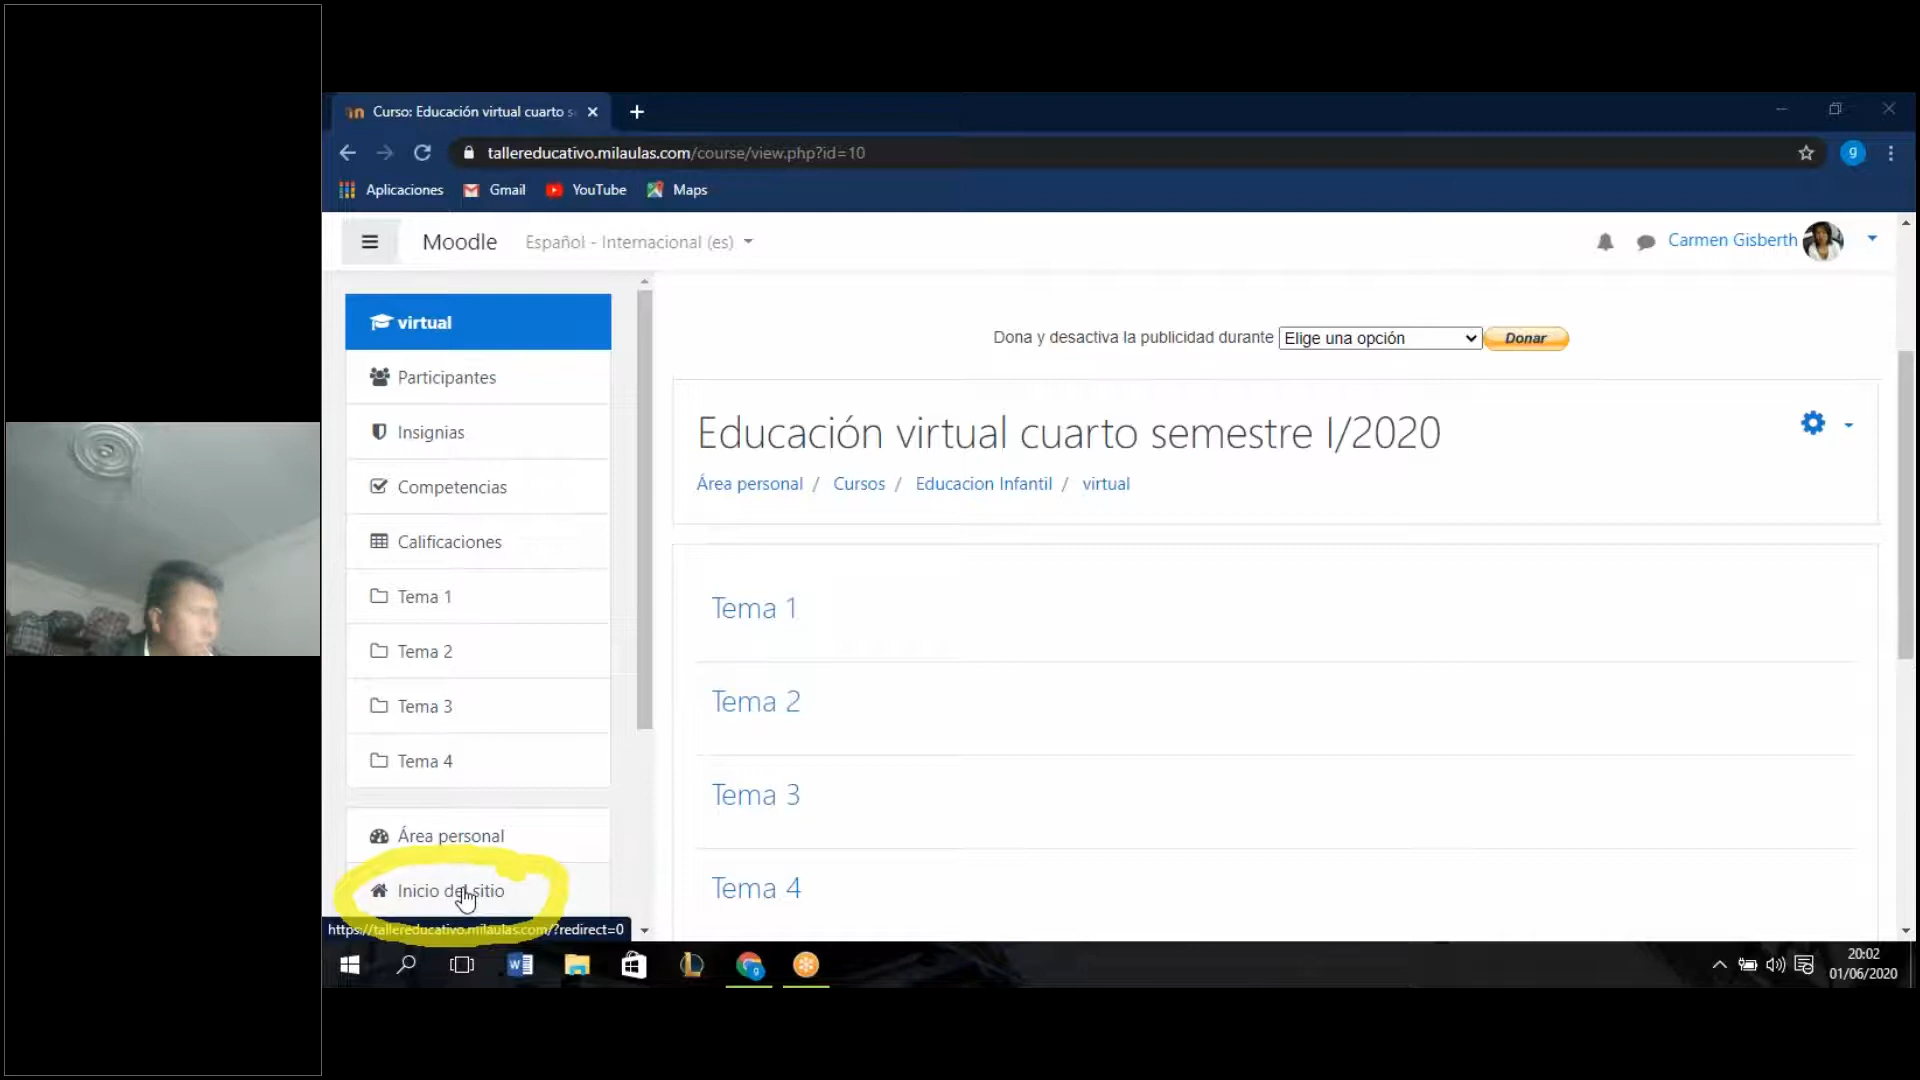 Curso: Educación virtual cuarto s
tallereducativo.milaulas.com/course/view.php?id=10
g
Aplicaciones
Gmail
YouTube
Maps
Moodle
Español - Internacional (es)
Carmen Gisberth
virtual
Participantes
Insignias
Competencias
Calificaciones
Tema 1
Tema 2
Tema 3
Tema 4
Área personal
Inicio del sitio
https://tallereducativo.milaulas.com/?redirect=0
Dona y desactiva la publicidad durante
Elige una opción
Donar
Educación virtual cuarto semestre I/2020
Área personal / Cursos / Educacion Infantil / virtual
Tema 1
Tema 2
Tema 3
Tema 4
20:02
01/06/2020